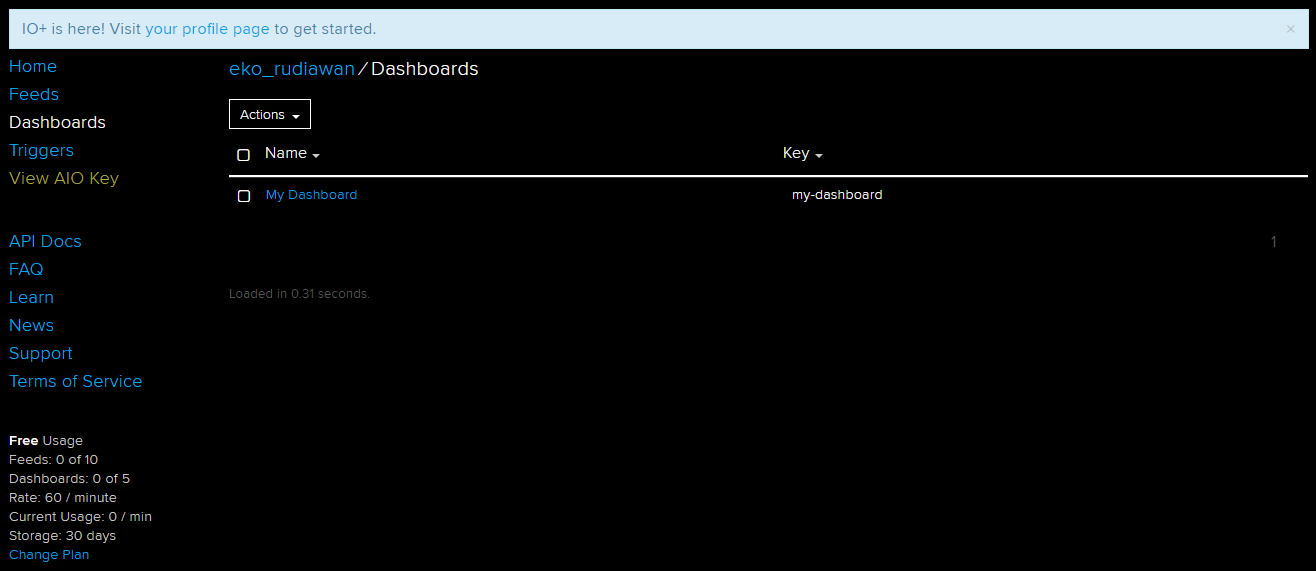 IO+ is here! Visit your profile page to get started. ×
Home
Feeds
Dashboards
Triggers
View AIO Key
API Docs
FAQ
Learn
News
Support
Terms of Service
Free Usage
Feeds: 0 of 10
Dashboards: 0 of 5
Rate: 60 / minute
Current Usage: 0 / min
Storage: 30 days
Change Plan
eko_rudiawan / Dashboards
Actions
Name Key
My Dashboard my-dashboard
1
Loaded in 0.31 seconds.